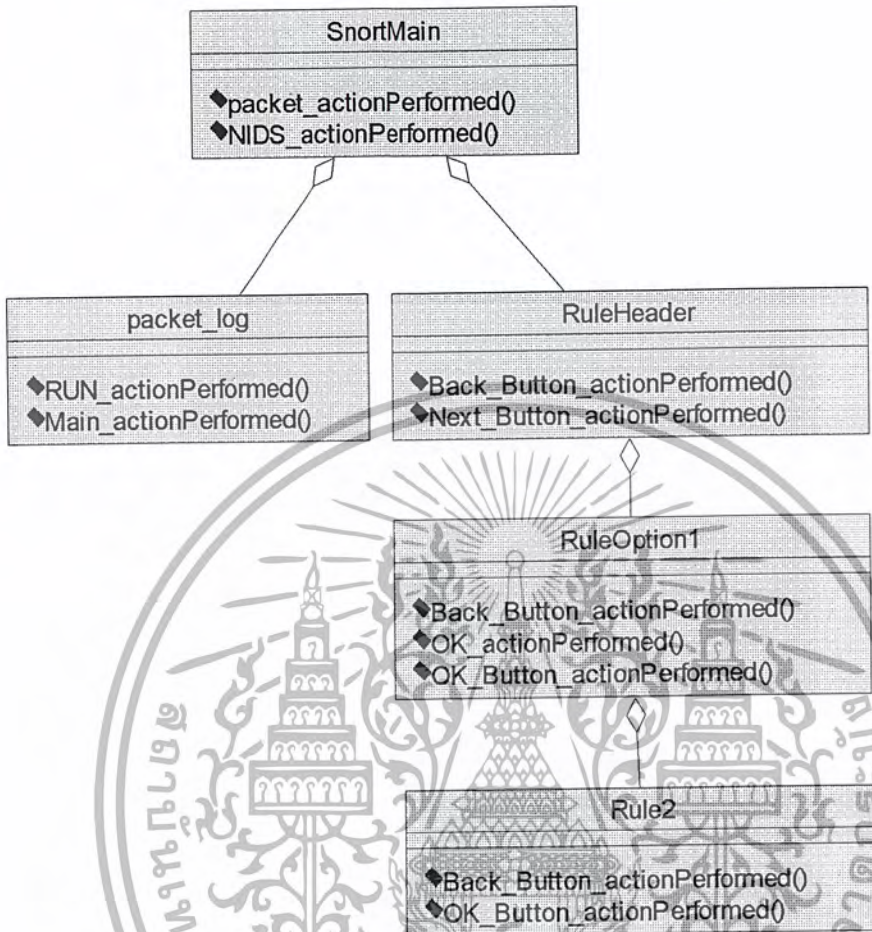 SnortMain
packet_actionPerformed()
NIDS_actionPerformed()
packet_log
RUN_actionPerformed()
Main_actionPerformed()
RuleHeader
Back_Button_actionPerformed()
Next_Button_actionPerformed()
RuleOption1
Back_Button_actionPerformed()
OK_actionPerformed()
OK_Button_actionPerformed()
Rule2
Back_Button_actionPerformed()
OK_Button_actionPerformed()